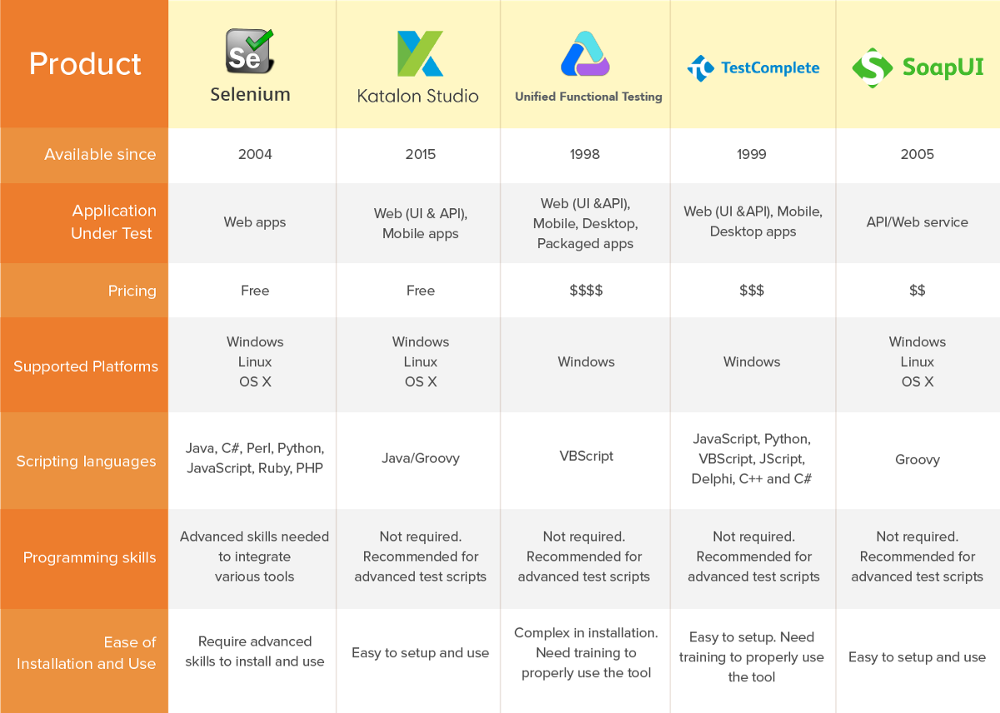 Product
Se
Selenium
Katalon Studio
Unified Functional Testing
TestComplete
SoapUI
Available since
2004
2015
1998
1999
2005
Application
Under Test
Web apps
Web (UI & API),
Mobile apps
Web (UI &API),
Mobile, Desktop,
Packaged apps
Web (UI &API), Mobile,
Desktop apps
API/Web service
Pricing
Free
Free
$$$$
$$$
$$
Supported Platforms
Windows
Linux
OS X
Windows
Linux
OS X
Windows
Windows
Windows
Linux
OS X
Scripting languages
Java, C#, Perl, Python,
JavaScript, Ruby, PHP
Java/Groovy
VBScript
JavaScript, Python,
VBScript, JScript,
Delphi, C++ and C#
Groovy
Programming skills
Advanced skills needed
to integrate
various tools
Not required.
Recommended for
advanced test scripts
Not required.
Recommended for
advanced test scripts
Not required.
Recommended for
advanced test scripts
Not required.
Recommended for
advanced test scripts
Ease of
Installation and Use
Require advanced
skills to install and use
Easy to setup and use
Complex in installation.
Need training to
properly use the tool
Easy to setup. Need
training to properly use
the tool
Easy to setup and use